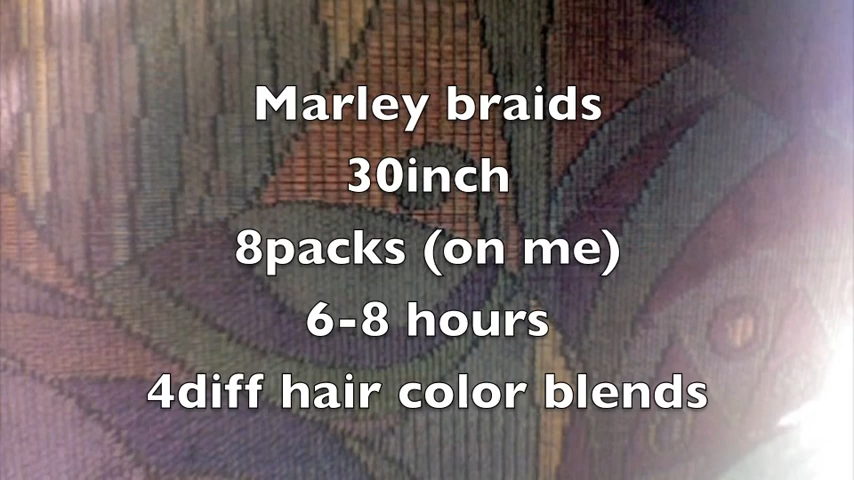 Marley braids
30inch
8packs (on me)
6-8 hours
4diff hair color blends